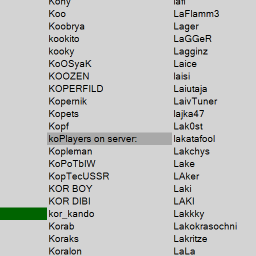 Kony lafi
Koo LaFlamm3
Koobrya Lager
kookito LaGGeR
kooky Lagginz
KoOSyaK Laice
KOOZEN laisi
KOPERFILD Laiutaja
Kopernik LaivTuner
Kopets lajka47
Kopf Lak0st
koPlayers on server: lakatafool
Kopleman Lakchys
KoPoTbIW Lake
KopTecUSSR LAker
KOR BOY Laki
KOR DIBI LAKI
kor_kando Lakkky
Korab Lakokrasochni
Koraks Lakritze
Koralon LaLa